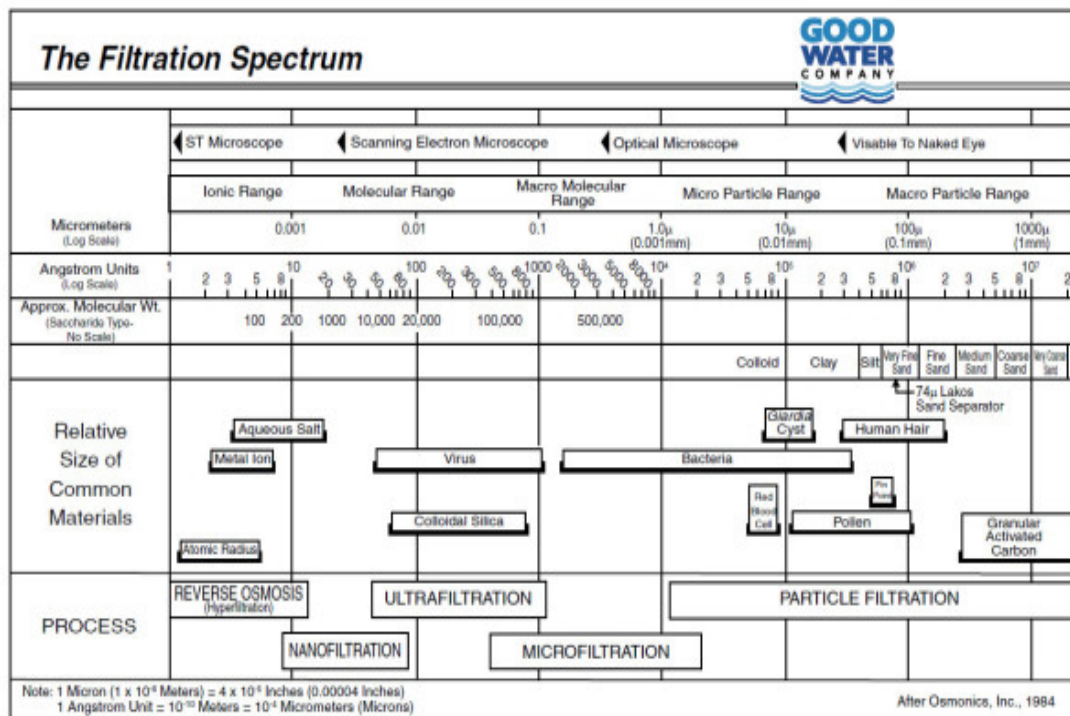 The Filtration Spectrum
GOOD
WATER
COMPANY
ST Microscope Scanning Electron Microscope Optical Microscope Visable To Naked Eye
Ionic Range Molecular Range Macro Molecular Range Micro Particle Range Macro Particle Range
Micrometers
(Log Scale)
0.001 0.01 0.1 1.0µ 10µ 100µ 1000µ
(0.001mm) (0.01mm) (0.1mm) (1mm)
Angstrom Units
(Log Scale)
1 10 100 1000 10⁴ 10⁵ 10⁶ 10⁷
2 3 5 8 20 30 50 80 200 300 500 800 2000 3000 5000 8000 2 3 5 8 2 3 5 8 2 3 5 8 2
Approx. Molecular Wt.
(Saccharide Type-
No Scale)
100 200 1000 10,000 20,000 100,000 500,000
Colloid Clay Silt Very Fine Sand Fine Sand Medium Sand Coarse Sand Very Coarse Sand
74µ Lakos
Sand Separator
Relative
Size of
Common
Materials
Aqueous Salt
Giardia
Cyst
Human Hair
Metal Ion
Virus
Bacteria
Red
Blood
Cell
Pin
Point
Colloidal Silica
Pollen
Atomic Radius
Granular
Activated
Carbon
PROCESS
REVERSE OSMOSIS
(Hyperfiltration)
ULTRAFILTRATION
PARTICLE FILTRATION
NANOFILTRATION
MICROFILTRATION
Note: 1 Micron (1 x 10⁻⁶ Meters) = 4 x 10⁻⁵ Inches (0.00004 Inches)
1 Angstrom Unit = 10⁻¹⁰ Meters = 10⁻⁴ Micrometers (Microns)
After Osmonics, Inc., 1984